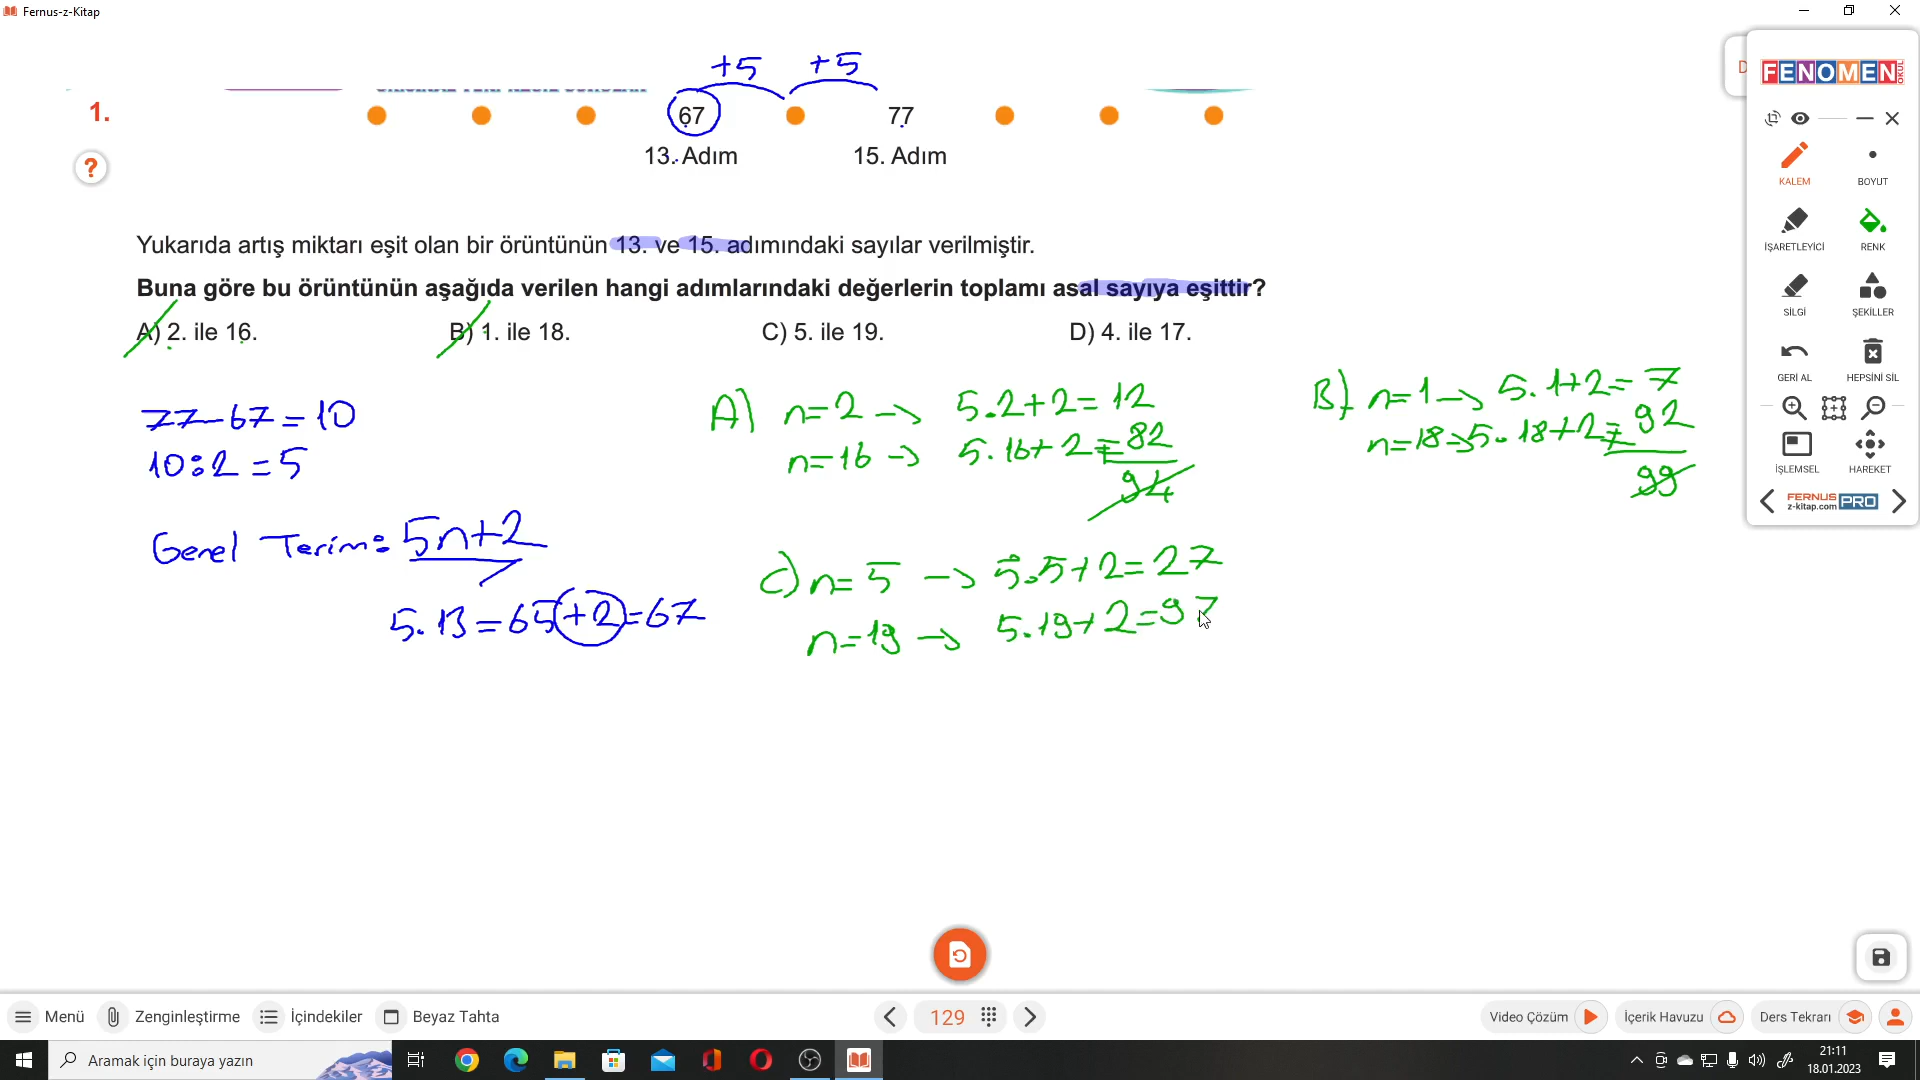 Fernus-z-Kitap
+5 +5
1. 67 77
13. Adım 15. Adım
?
Yukarıda artış miktarı eşit olan bir örüntünün 13. ve 15. adımındaki sayılar verilmiştir.
Buna göre bu örüntünün aşağıda verilen hangi adımlarındaki değerlerin toplamı asal sayıya eşittir?
A) 2. ile 16. B) 1. ile 18. C) 5. ile 19. D) 4. ile 17.
77-67=10
10:2=5
Genel Terim: 5n+2
5.13=65+2=67
A) n=2 → 5.2+2=12
n=16 → 5.16+2=82
+
94
B) n=1 → 5.1+2=7
n=18 → 5.18+2=92
+
99
C) n=5 → 5.5+2=27
n=19 → 5.19+2=97
D
FENOMEN OKUL
KALEM BOYUT
İŞARETLEYİCİ RENK
SİLGİ ŞEKİLLER
GERİ AL HEPSİNİ SİL
İŞLEMSEL HAREKET
FERNUS z-kitap.com PRO
Menü Zenginleştirme İçindekiler Beyaz Tahta 129 Video Çözüm İçerik Havuzu Ders Tekrarı
Aramak için buraya yazın
21:11
18.01.2023